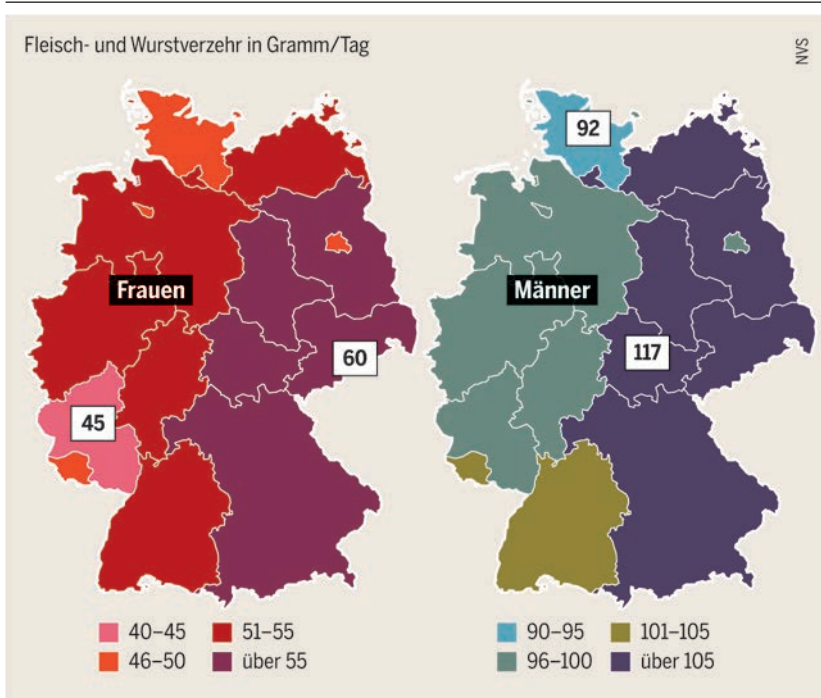 Fleisch- und Wurstverzehr in Gramm/Tag
NVS
92
Frauen
Männer
60
117
45
40–45
51–55
46–50
über 55
90–95
101–105
96–100
über 105